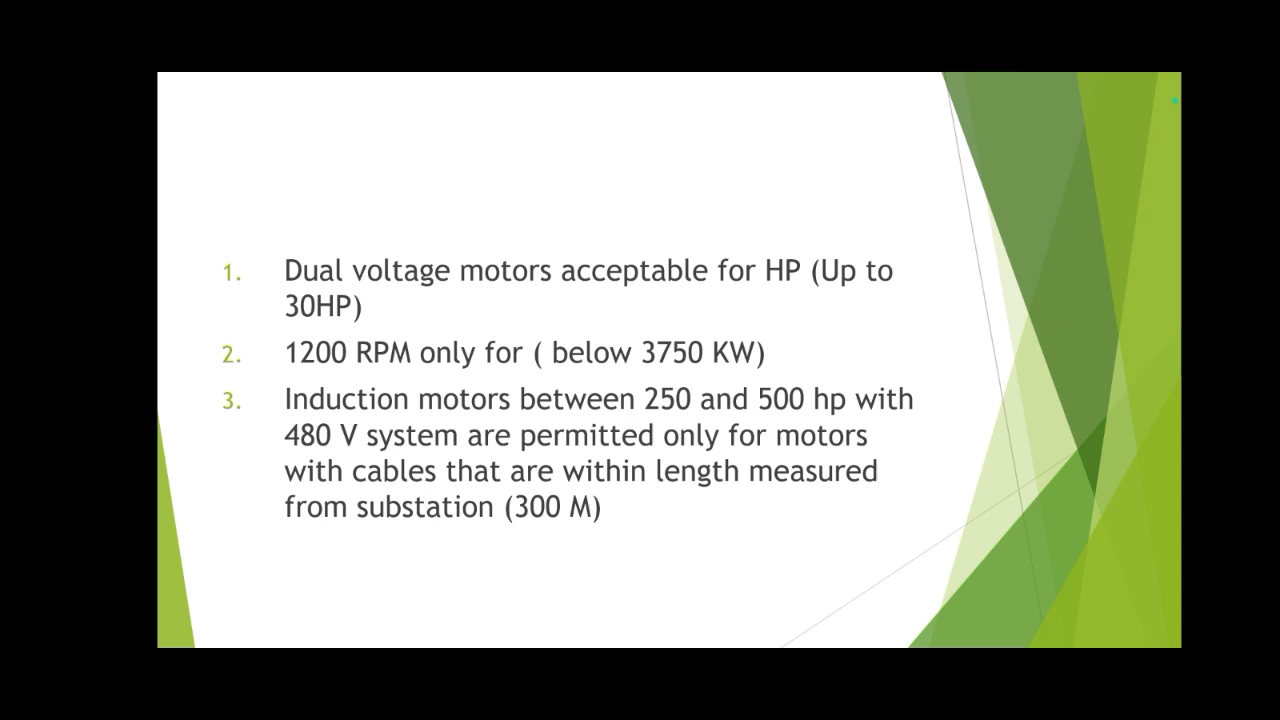 1. Dual voltage motors acceptable for HP (Up to
30HP)
2. 1200 RPM only for ( below 3750 KW)
3. Induction motors between 250 and 500 hp with
480 V system are permitted only for motors
with cables that are within length measured
from substation (300 M)